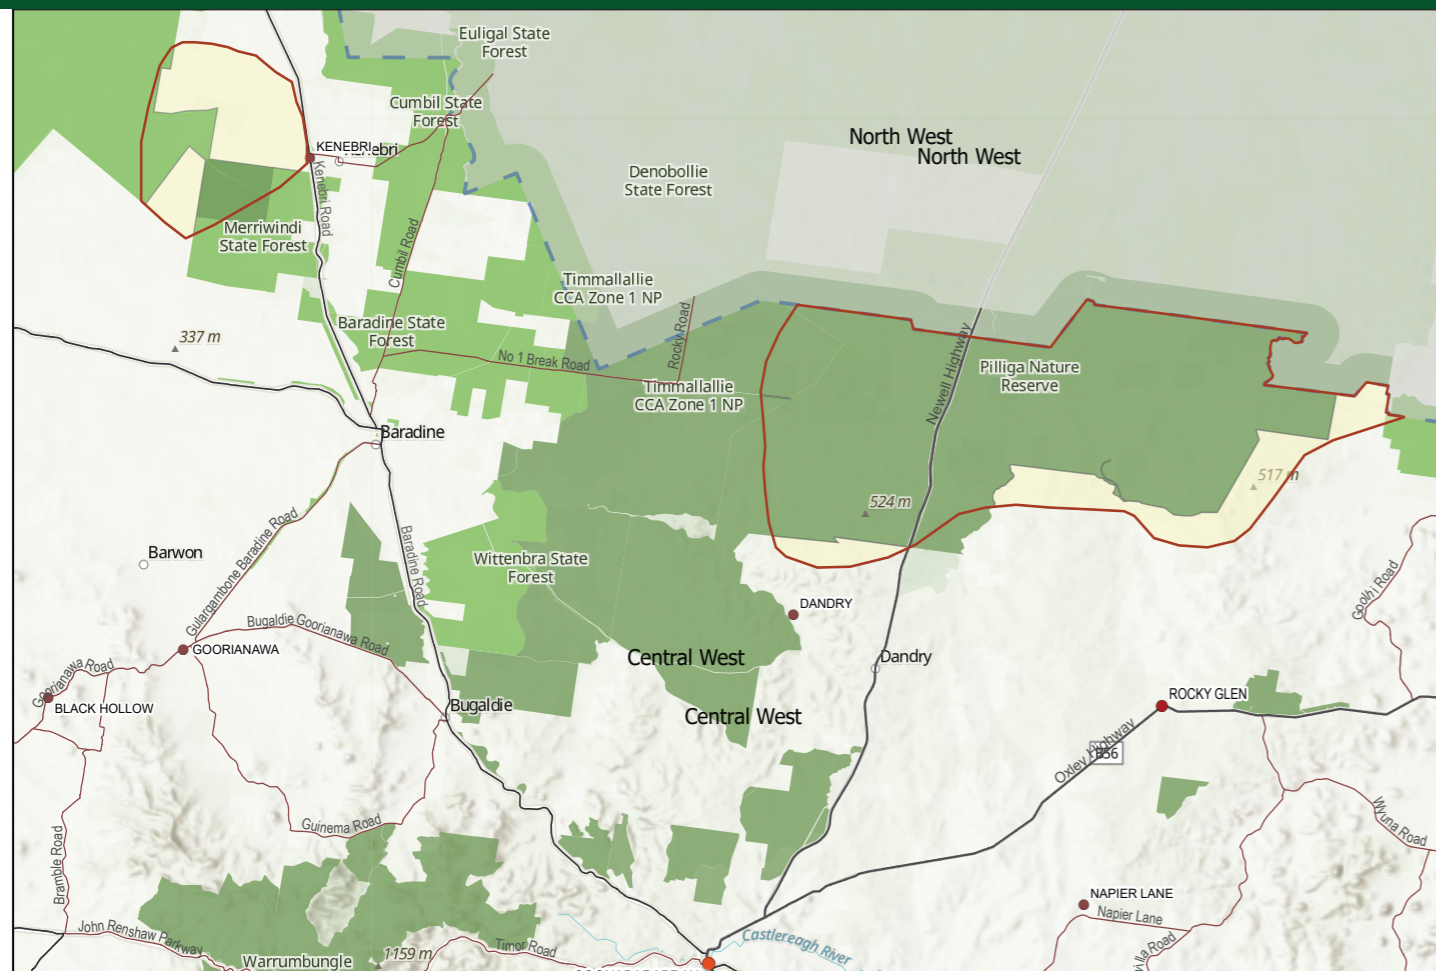 Euligal State
Forest
Cumbil State
Forest
North West
North West
KENEBRI
Kenebri
Denobollie
State Forest
Kenebri Road
Merriwindi
State Forest
Cumbil Road
Timmallallie
CCA Zone 1 NP
Baradine State
Forest
337 m
No 1 Break Road
Rocky Road
Newell Highway
Pilliga Nature
Reserve
Timmallallie
CCA Zone 1 NP
Baradine
517 m
524 m
Gulargambone Baradine Road
Baradine Road
Barwon
Wittenbra State
Forest
Goolhi Road
DANDRY
Bugaldie Goorianawa Road
GOORIANAWA
Central West
Dandry
Goorianawa Road
BLACK HOLLOW
Bugaldie
Central West
ROCKY GLEN
Oxley Highway
B56
Guinema Road
Wyuna Road
Bramble Road
NAPIER LANE
Napier Lane
John Renshaw Parkway
Castlereagh River
Timor Road
1159 m
Warrumbungle